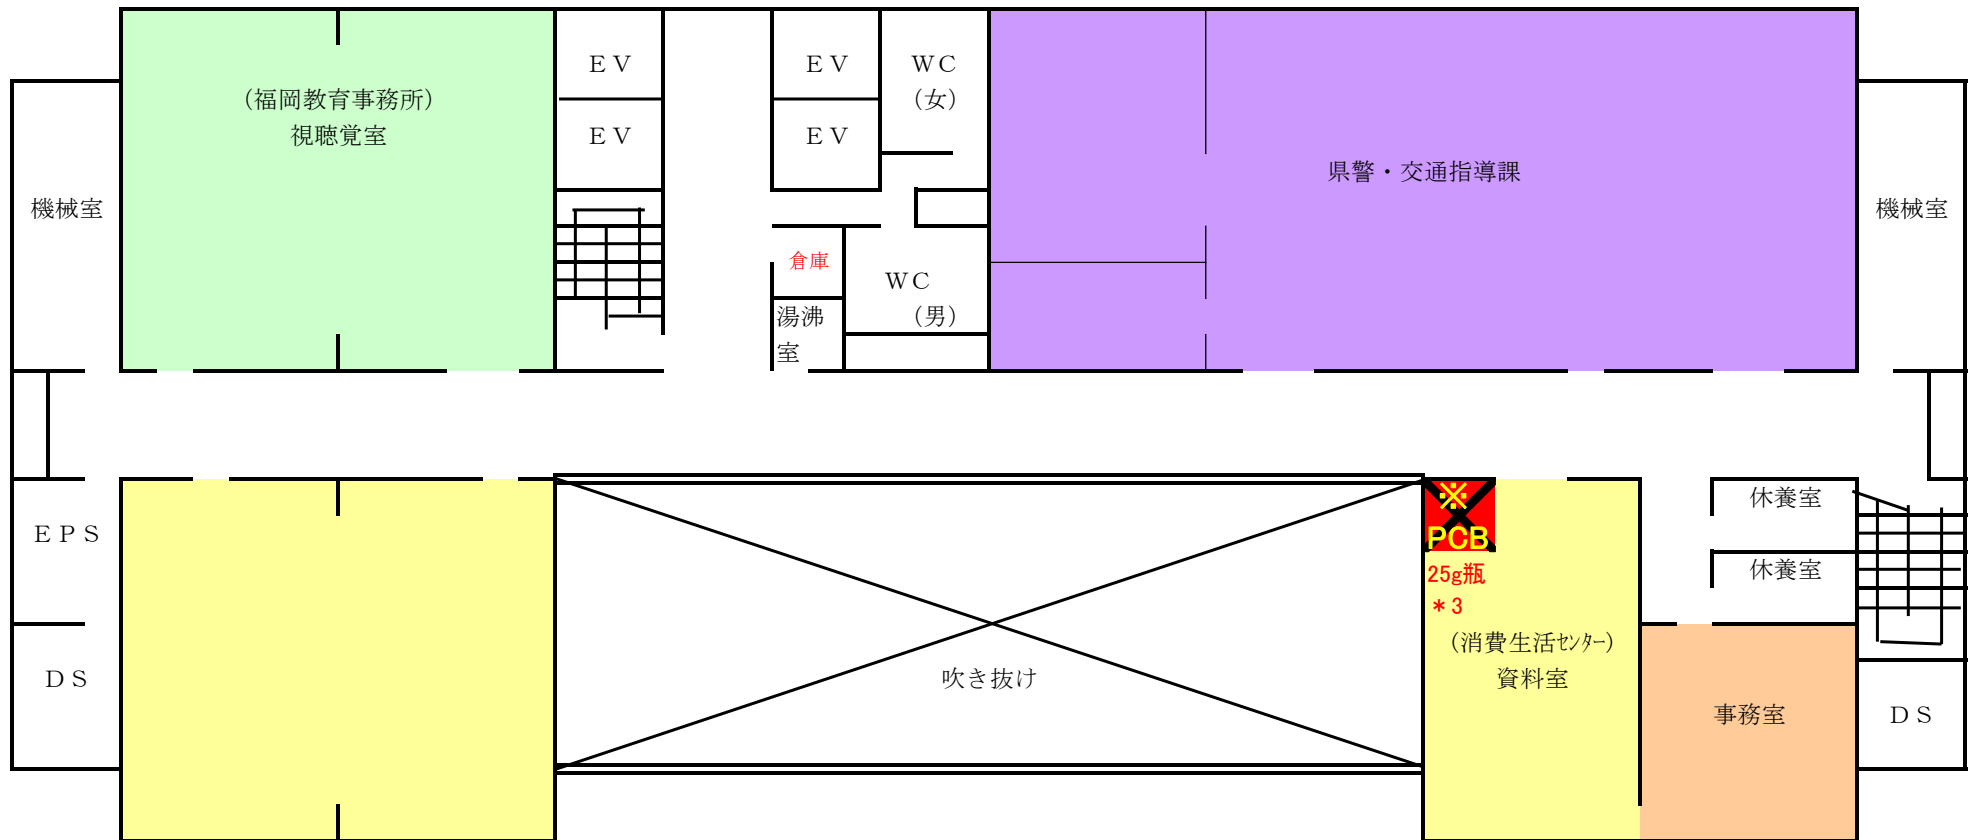 ＥＶ
ＥＶ
ＷＣ
（女）
（福岡教育事務所）
視聴覚室
ＥＶ
ＥＶ
県警・交通指導課
機械室
機械室
倉庫
ＷＣ
（男）
湯沸
室
※
PCB
休養室
ＥＰＳ
休養室
25g瓶
＊3
（消費生活ｾﾝﾀｰ）
資料室
ＤＳ
吹き抜け
事務室
ＤＳ